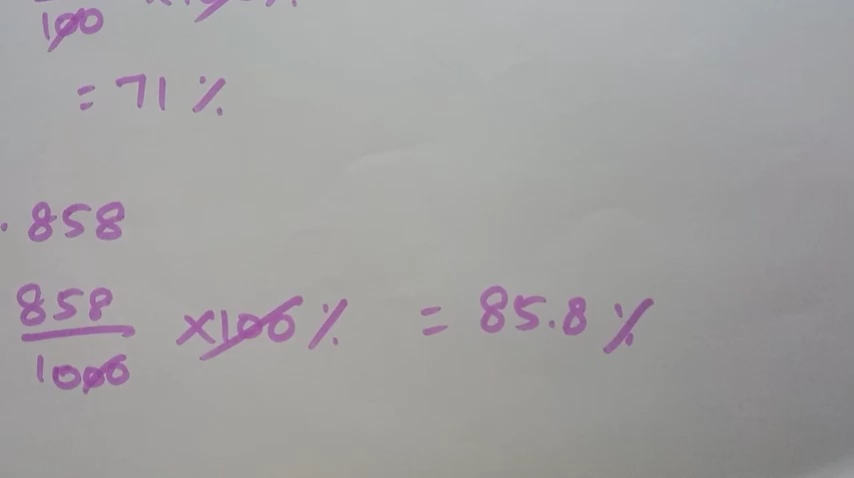 100
= 71 %
.858
858
1000 ×100% = 85.8 %